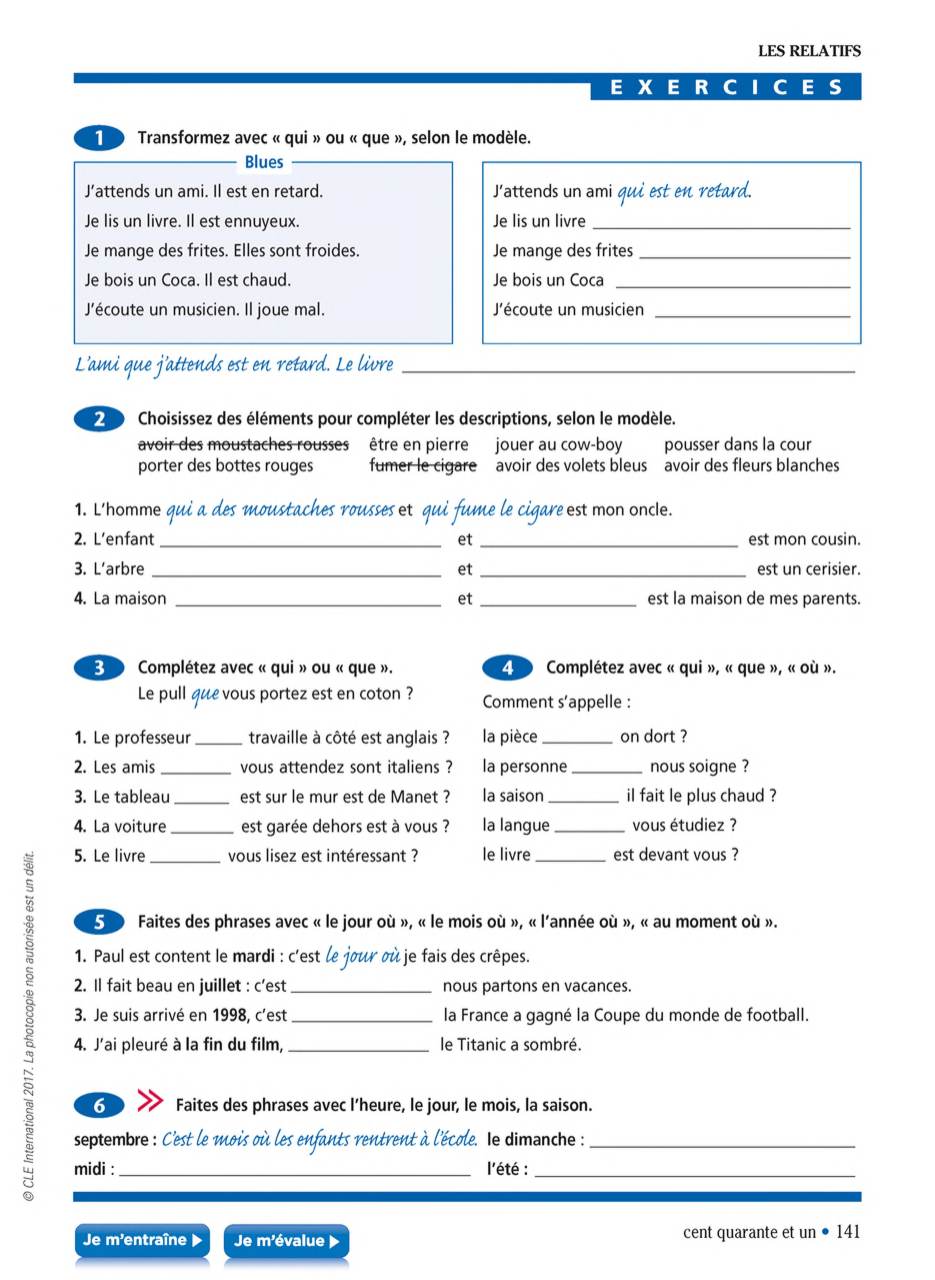 LES RELATIFS
EXERCICES
1 Transformez avec « qui » ou « que », selon le modèle.
Blues
J'attends un ami. Il est en retard.
Je lis un livre. Il est ennuyeux.
Je mange des frites. Elles sont froides.
Je bois un Coca. Il est chaud.
J'écoute un musicien. Il joue mal.
J'attends un ami qui est en retard.
Je lis un livre
Je mange des frites
Je bois un Coca
J'écoute un musicien
L'ami que j'attends est en retard. Le livre
2 Choisissez des éléments pour compléter les descriptions, selon le modèle.
avoir des moustaches rousses être en pierre jouer au cow-boy pousser dans la cour
porter des bottes rouges fumer le cigare avoir des volets bleus avoir des fleurs blanches
1. L'homme qui a des moustaches rousses et qui fume le cigare est mon oncle.
2. L'enfant et est mon cousin.
3. L'arbre et est un cerisier.
4. La maison et est la maison de mes parents.
3 Complétez avec « qui » ou « que ».
Le pull que vous portez est en coton ?
1. Le professeur travaille à côté est anglais ?
2. Les amis vous attendez sont italiens ?
3. Le tableau est sur le mur est de Manet ?
4. La voiture est garée dehors est à vous ?
5. Le livre vous lisez est intéressant ?
4 Complétez avec « qui », « que », « où ».
Comment s'appelle :
la pièce on dort ?
la personne nous soigne ?
la saison il fait le plus chaud ?
la langue vous étudiez ?
le livre est devant vous ?
5 Faites des phrases avec « le jour où », « le mois où », « l'année où », « au moment où ».
1. Paul est content le mardi : c'est le jour où je fais des crêpes.
2. Il fait beau en juillet : c'est nous partons en vacances.
3. Je suis arrivé en 1998, c'est la France a gagné la Coupe du monde de football.
4. J'ai pleuré à la fin du film, le Titanic a sombré.
6 Faites des phrases avec l'heure, le jour, le mois, la saison.
septembre : C'est le mois où les enfants rentrent à l'école. le dimanche :
midi : l'été :
© CLE International 2017. La photocopie non autorisée est un délit.
Je m'entraîne Je m'évalue
cent quarante et un • 141